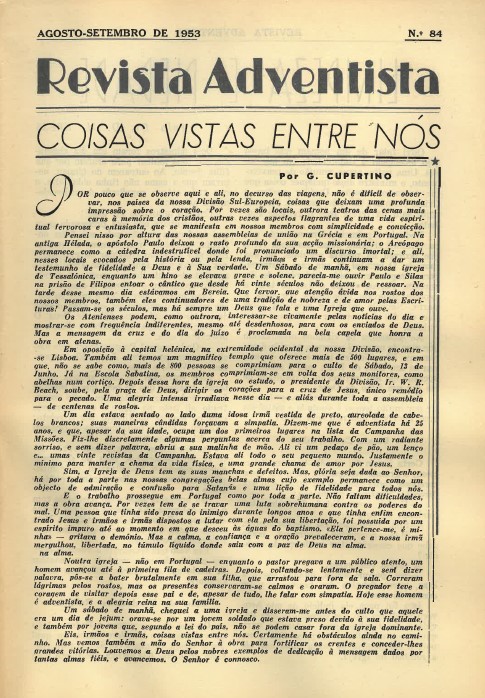 AGOSTO-SETEMBRO DE 1953 N.º 84
Revista Adventista
COISAS VISTAS ENTRE NÓS
Por G. CUPERTINO
POR pouco que se observe aqui e ali, no decurso das viagens, não é difícil de obser-
var, nos países da nossa Divisão Sul-Europeia, coisas que deixam uma profunda
impressão sobre o coração. Por vezes são locais, outrora teatros das cenas mais
caras à memória dos cristãos, outras vezes aspectos flagrantes de uma vida espiri-
tual fervorosa e entusiasta, que se manifesta em nossos membros com simplicidade e convicção.
Pensei nisso por altura das nossas assembleias de união na Grécia e em Portugal. Na
antiga Hélada, o apóstolo Paulo deixou o rasto profundo da sua acção missionária; o Areópago
permanece como a cátedra indestrutível donde foi pronunciado um discurso imortal; e ali,
nesses locais evocados pela história ou pela lenda, irmãos e irmãs continuam a dar um
testemunho de fidelidade a Deus e à Sua verdade. Um Sábado de manhã, em nossa igreja
de Tessalónica, enquanto um hino se elevava grave e solene, parecia-me ouvir Paulo e Silas
na prisão de Filipos entoar o cântico que desde há vinte séculos não deixou de ressoar. Na
tarde desse mesmo dia estávamos em Bereia. Que fervor, que atenção ávida nos rostos dos
nossos membros, também eles continuadores de uma tradição de nobreza e de amor pelas Escri-
turas! Passam-se os séculos, mas há sempre um Deus que fala e uma Igreja que ouve.
Os Atenienses podem, como outrora, interessar-se vivamente pelas notícias do dia e
mostrar-se com frequência indiferentes, mesmo até desdenhosos, para com os enviados de Deus.
Mas a mensagem da cruz e do dia do juízo é proclamada na bela capela que honra a
obra em Atenas.
Em oposição à capital helénica, na extremidade ocidental da nossa Divisão, encontra-
-se Lisboa. Também ali temos um magnífico templo que oferece mais de 500 lugares, e em
que, não se sabe como, mais de 800 pessoas se comprimiam para o culto de Sábado, 13 de
Junho. Já na Escola Sabatina, os membros comprimiam-se em volta dos seus monitores, como
abelhas num cortiço. Depois dessa hora de igreja ao estudo, o presidente da Divisão, Ir. W. R.
Beach, soube, pela graça de Deus, dirigir os corações para a cruz de Jesus, único remédio
para o pecado. Uma alegria intensa irradiava nesse dia — e aliás durante toda a assembleia
— de centenas de rostos.
Um dia estava sentado ao lado duma idosa irmã vestida de preto, aureolada de cabe-
los brancos; suas maneiras cândidas forçavam a simpatia. Dizem-me que é adventista há 25
anos, e que, apesar da sua idade, ocupa um dos primeiros lugares na lista da Campanha das
Missões. Fiz-lhe discretamente algumas perguntas acerca do seu trabalho. Com um radiante
sorriso, e sem dizer palavra, abriu a sua malinha de mão. Ali vi um pedaço de pão, um lenço
e... umas vinte revistas da Campanha. Estava ali todo o seu pequeno mundo. Justamente o
mínimo para manter a chama da vida física, e uma grande chama de amor por Jesus.
Sim, a Igreja de Deus tem as suas manchas e defeitos. Mas, glória seja dada ao Senhor,
há por toda a parte nas nossas congregações belas almas cujo exemplo permanece como um
objecto de admiração e confusão para Satanás e uma lição de fidelidade para todos nós.
E o trabalho prossegue em Portugal como por toda a parte. Não faltam dificuldades,
mas a obra avança. Por vezes tem de se travar uma luta sobrehumana contra os poderes do
mal. Uma pessoa que tinha sido presa do inimigo durante longos anos e que tinha enfim encon-
trado Jesus e irmãos e irmãs dispostos a lutar com ela pela sua libertação, foi possuída por um
espírito impuro até ao momento em que desceu às águas do baptismo. «Ela pertence-me, é mi-
nha» — gritava o demónio. Mas a calma, a confiança e a oração prevaleceram, e a nossa irmã
mergulhou, libertada, no túmulo líquido donde saía com a paz de Deus na alma.
na alma.
Noutra igreja — não em Portugal — enquanto o pastor pregava a um público atento, um
homem avançou até à primeira fila de cadeiras. Depois, voltando-se lestamente e sem dizer
palavra, pôs-se a bater brutalmente em sua filha, que arrastou para fora da sala. Correram
lágrimas pelos rostos, mas os presentes conservaram-se calmos e oraram. O pregador teve a
coragem de visitar depois esse pai e de, apesar de tudo, lhe falar com simpatia. Hoje esse homem
é adventista, e a alegria reina na sua família.
Um sábado de manhã, cheguei a uma igreja e disseram-me antes do culto que aquele
era um dia de jejum: orava-se por um jovem soldado que estava preso devido à sua fidelidade,
e também por jovens que, segundo a lei do país, não se podem casar fora da igreja dominante.
Eis, irmãos e irmãs, coisas vistas entre nós. Certamente há obstáculos ainda no cami-
nho. Mas vemos também a mão do Senhor à obra para fortificar os crentes e conceder-lhes
grandes vitórias. Louvemos a Deus pelos nobres exemplos de dedicação à mensagem dados por
tantas almas fiéis, e avancemos. O Senhor é connosco.